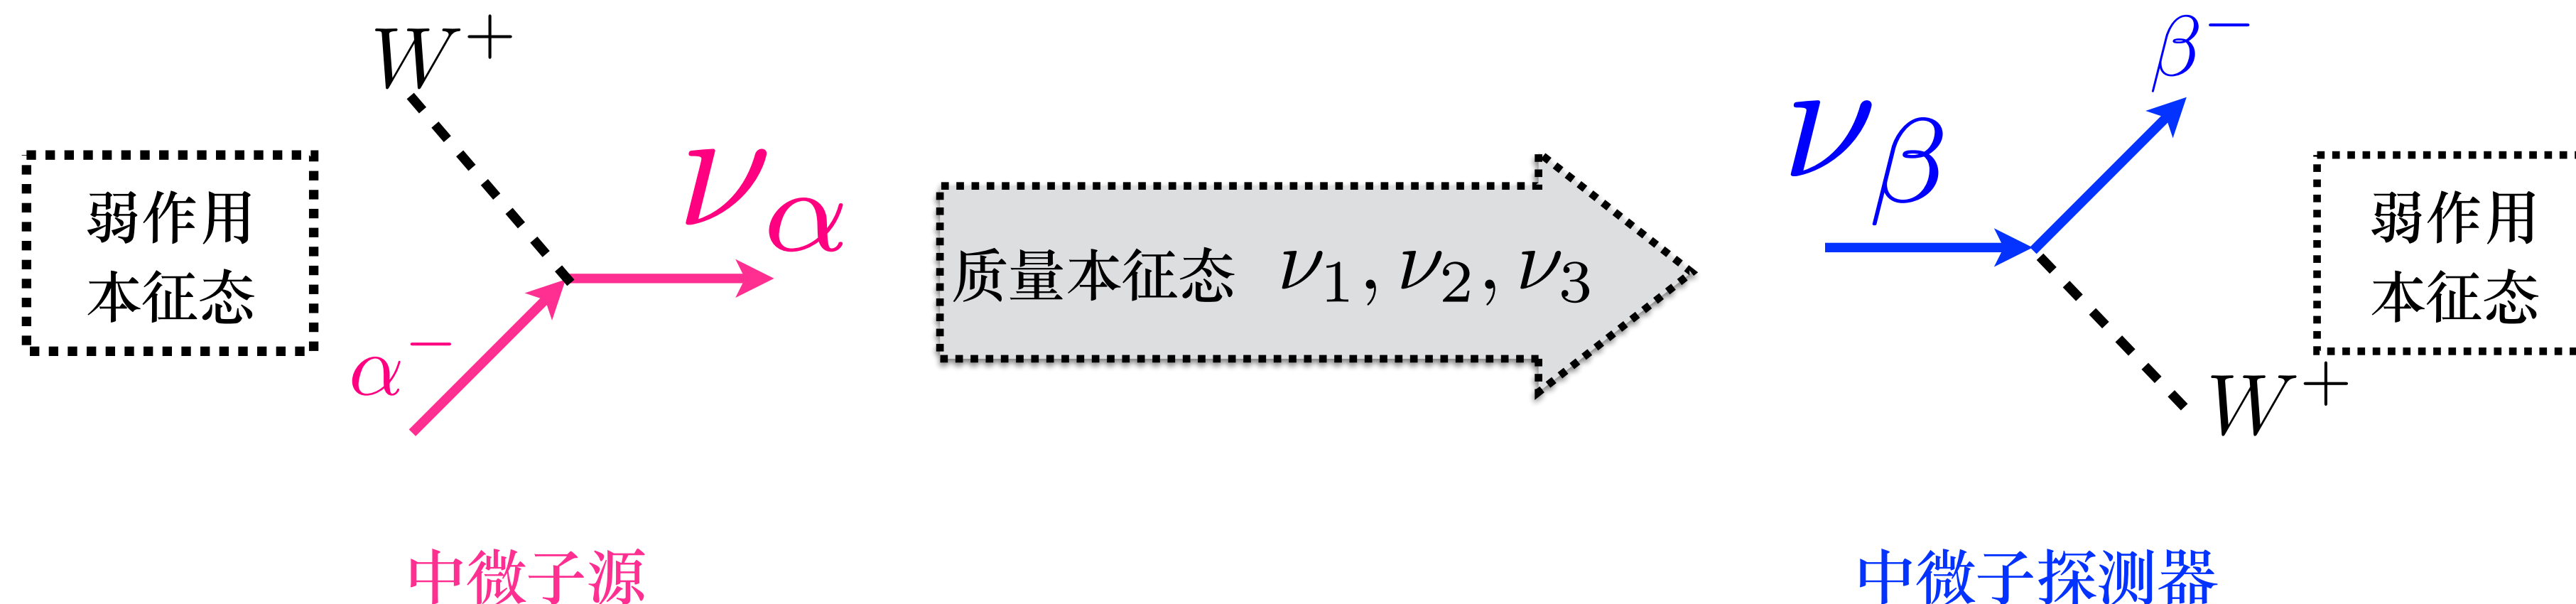 W⁺
弱作用
本征态
ν_α
α⁻
质量本征态 ν₁, ν₂, ν₃
ν_β
β⁻
弱作用
本征态
W⁺
中微子源
中微子探测器